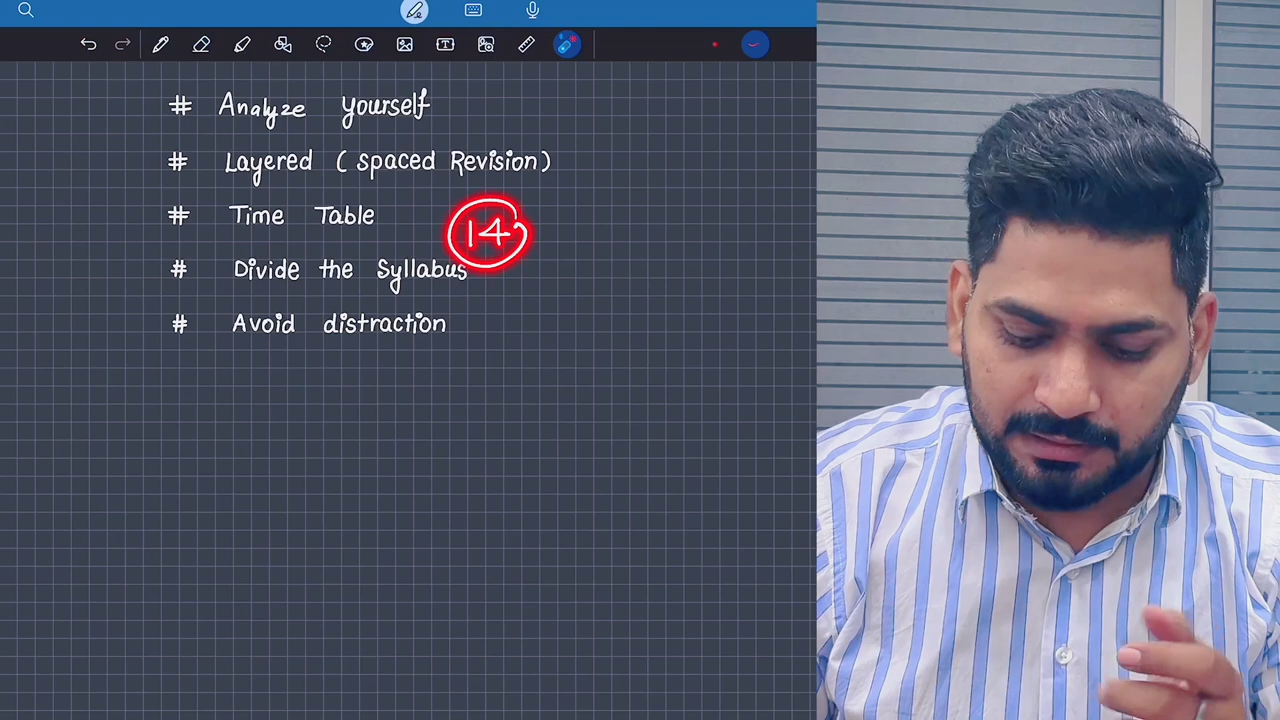 # Analyze yourself
# Layered (spaced Revision)
# Time Table
14
# Divide the Syllabus
# Avoid distraction